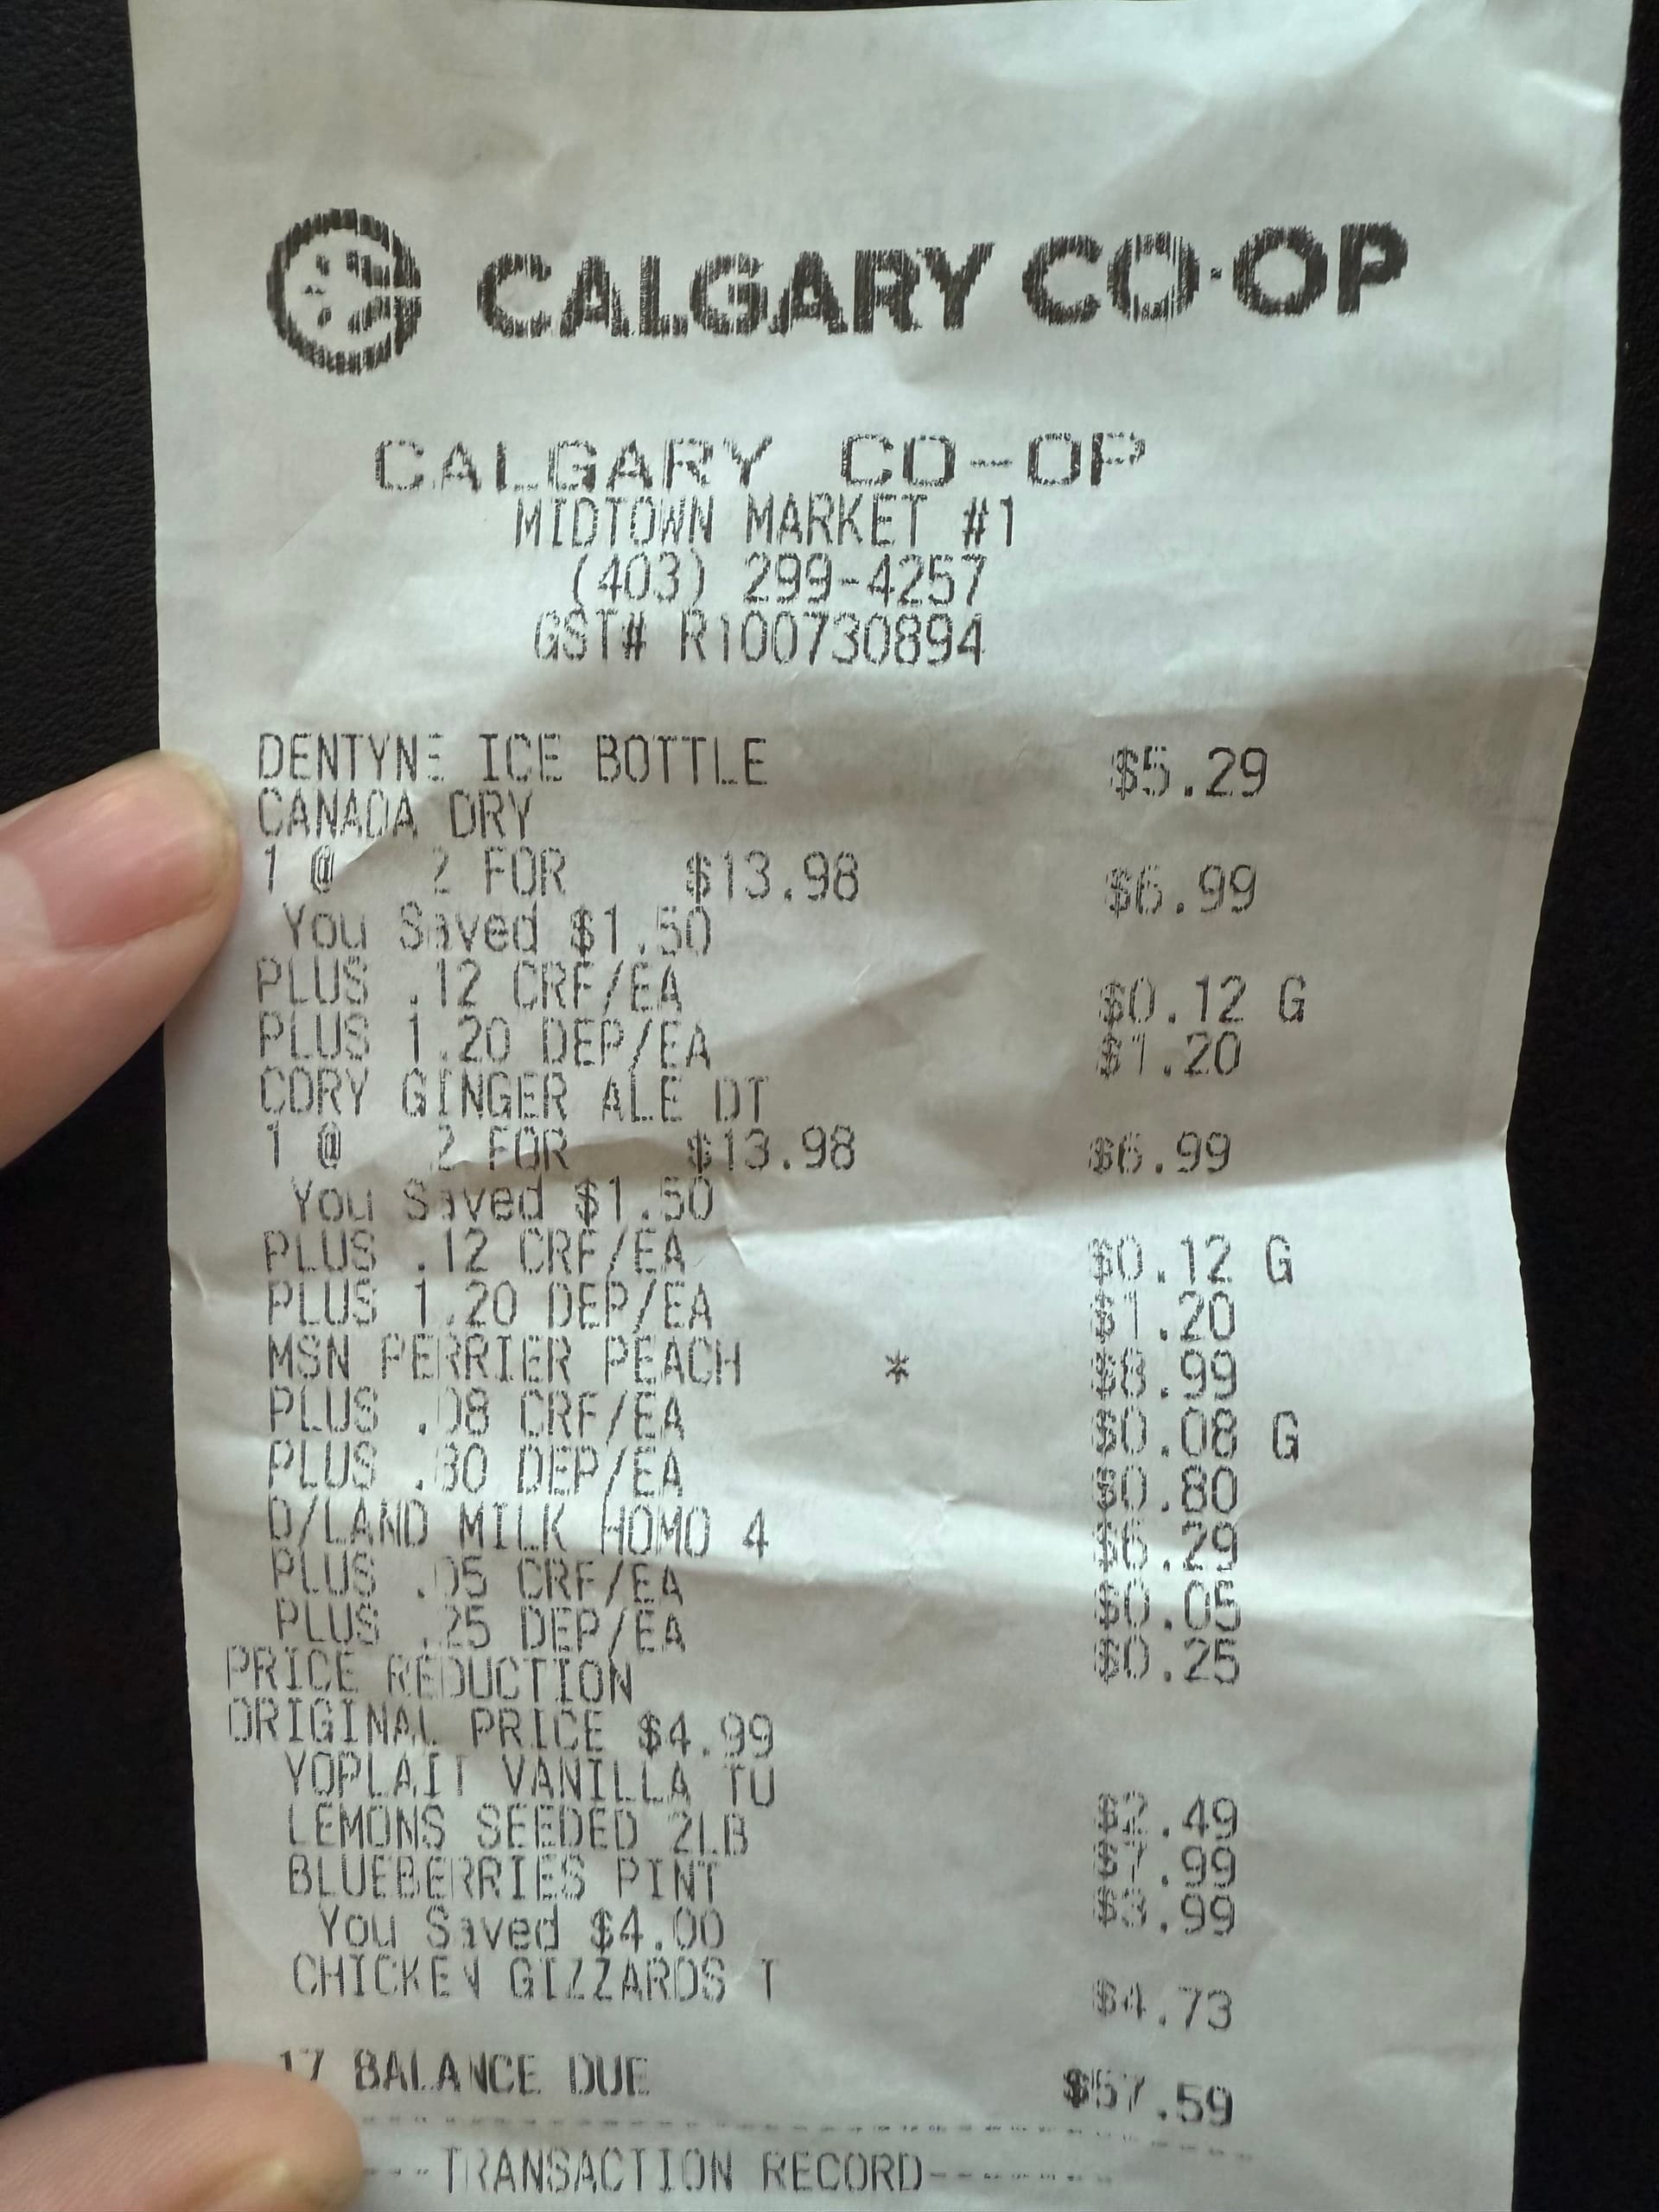 CALGARY CO-OP
CALGARY CO-OP
MIDTOWN MARKET #1
(403) 299-4257
GST# R100730894
DENTYNE ICE BOTTLE $5.29
CANADA DRY
1 @ 2 FOR $13.98 $6.99
You Saved $1.50
PLUS .12 CRF/EA $0.12 G
PLUS 1.20 DEP/EA $1.20
CDRY GINGER ALE DT
1 @ 2 FOR $13.98 $6.99
You Saved $1.50
PLUS .12 CRF/EA $0.12 G
PLUS 1.20 DEP/EA $1.20
MSN PERRIER PEACH * $8.99
PLUS .08 CRF/EA $0.08 G
PLUS .80 DEP/EA $0.80
D/LAND MILK HOMO 4 $6.29
PLUS .05 CRF/EA $0.05
PLUS .25 DEP/EA $0.25
PRICE REDUCTION
ORIGINAL PRICE $4.99
YOPLAIT VANILLA TU $2.49
LEMONS SEEDED 2LB $7.99
BLUEBERRIES PINT $3.99
You Saved $4.00
CHICKEN GIZZARDS T $4.73
17 BALANCE DUE $57.59
---TRANSACTION RECORD-------